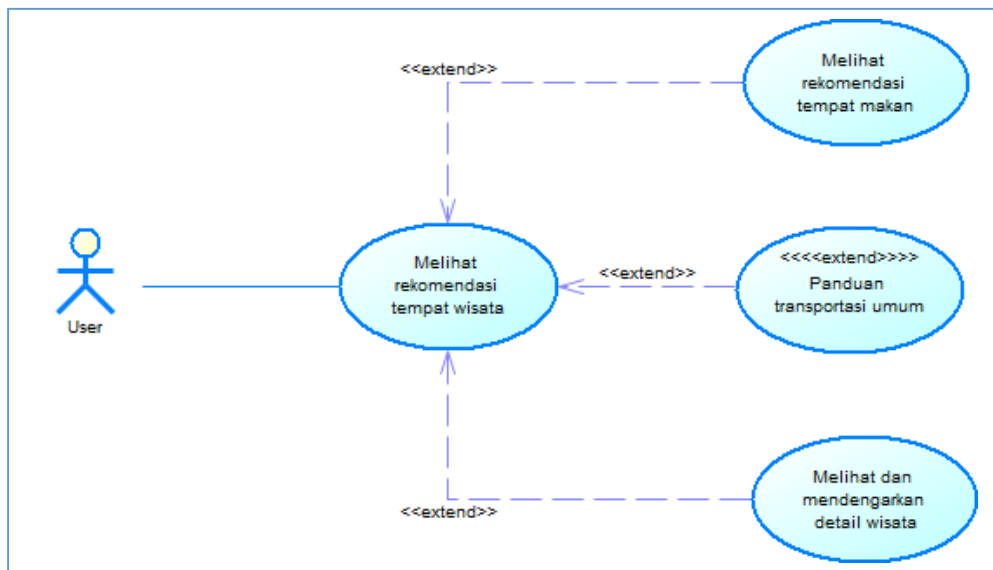 Melihat
rekomendasi
tempat makan
<<extend>>
User
Melihat
rekomendasi
tempat wisata
<<extend>>
<<<<extend>>>>
Panduan
transportasi umum
Melihat dan
mendengarkan
detail wisata
<<extend>>